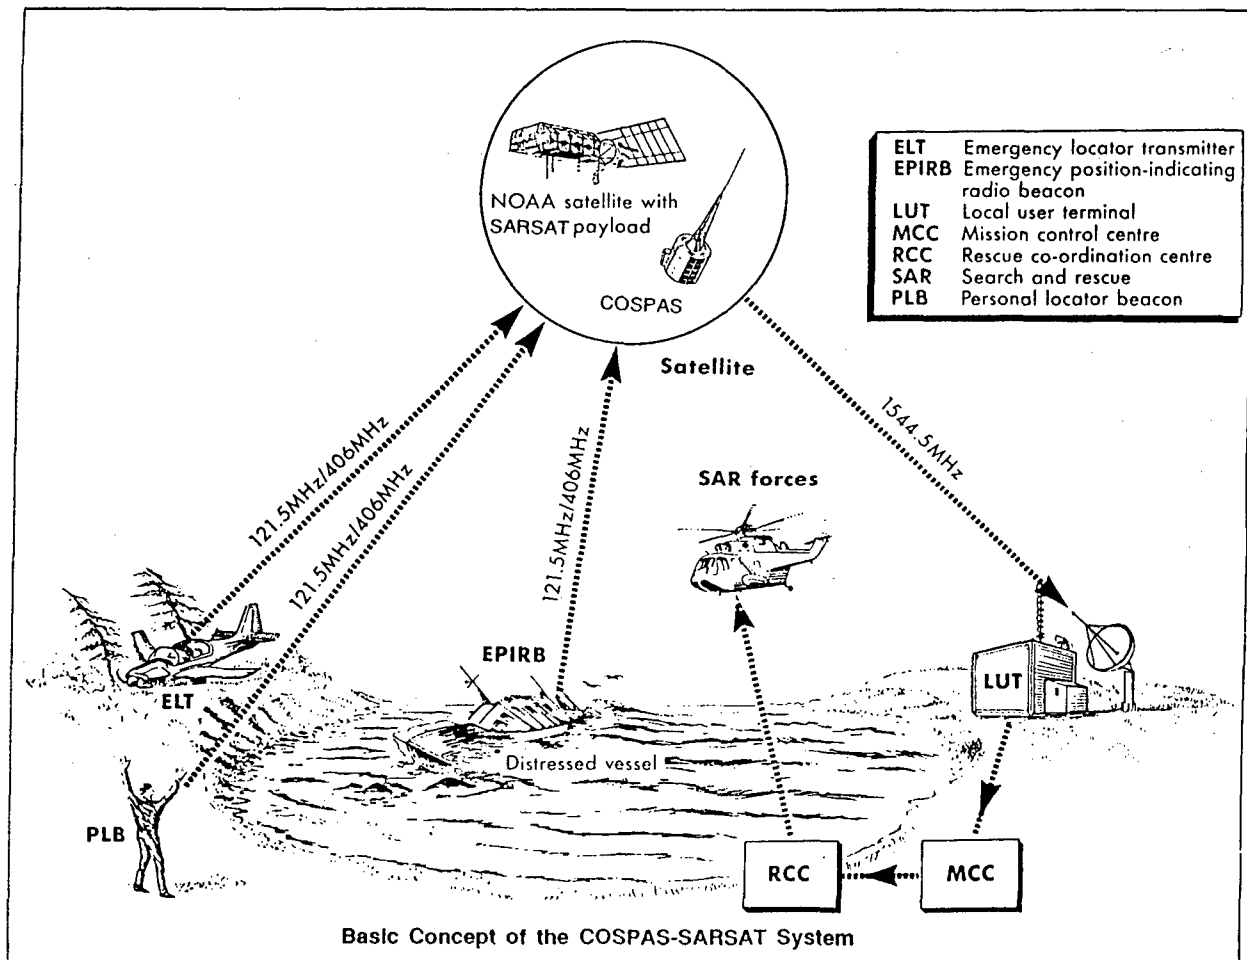 NOAA satellite with
SARSAT payload
COSPAS
Satellite
ELT Emergency locator transmitter
EPIRB Emergency position-indicating
radio beacon
LUT Local user terminal
MCC Mission control centre
RCC Rescue co-ordination centre
SAR Search and rescue
PLB Personal locator beacon
121.5MHz/406MHz
121.5MHz/406MHz
121.5MHz/406MHz
1544.5MHz
SAR forces
ELT
EPIRB
LUT
Distressed vessel
PLB
RCC
MCC
Basic Concept of the COSPAS-SARSAT System